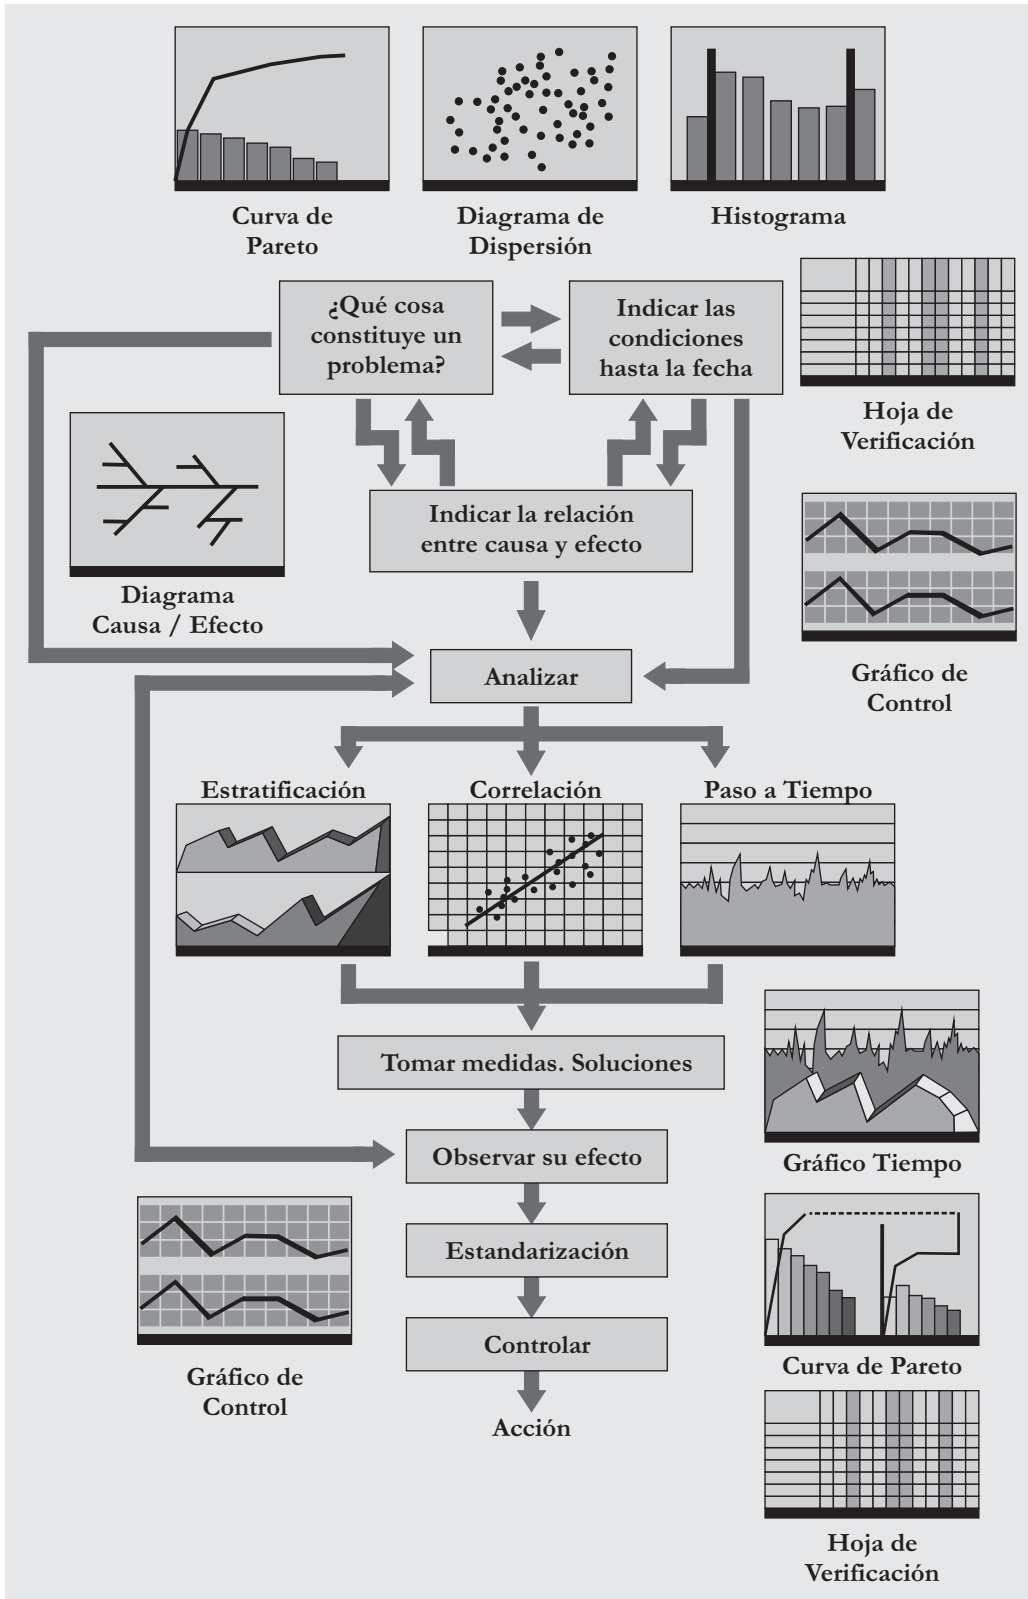 Curva de
Pareto
Diagrama de
Dispersión
Histograma
¿Qué cosa
constituye un
problema?
Indicar las
condiciones
hasta la fecha
Hoja de
Verificación
Indicar la relación
entre causa y efecto
Diagrama
Causa / Efecto
Gráfico de
Control
Analizar
Estratificación
Correlación
Paso a Tiempo
Tomar medidas. Soluciones
Observar su efecto
Gráfico Tiempo
Estandarización
Controlar
Curva de Pareto
Gráfico de
Control
Acción
Hoja de
Verificación